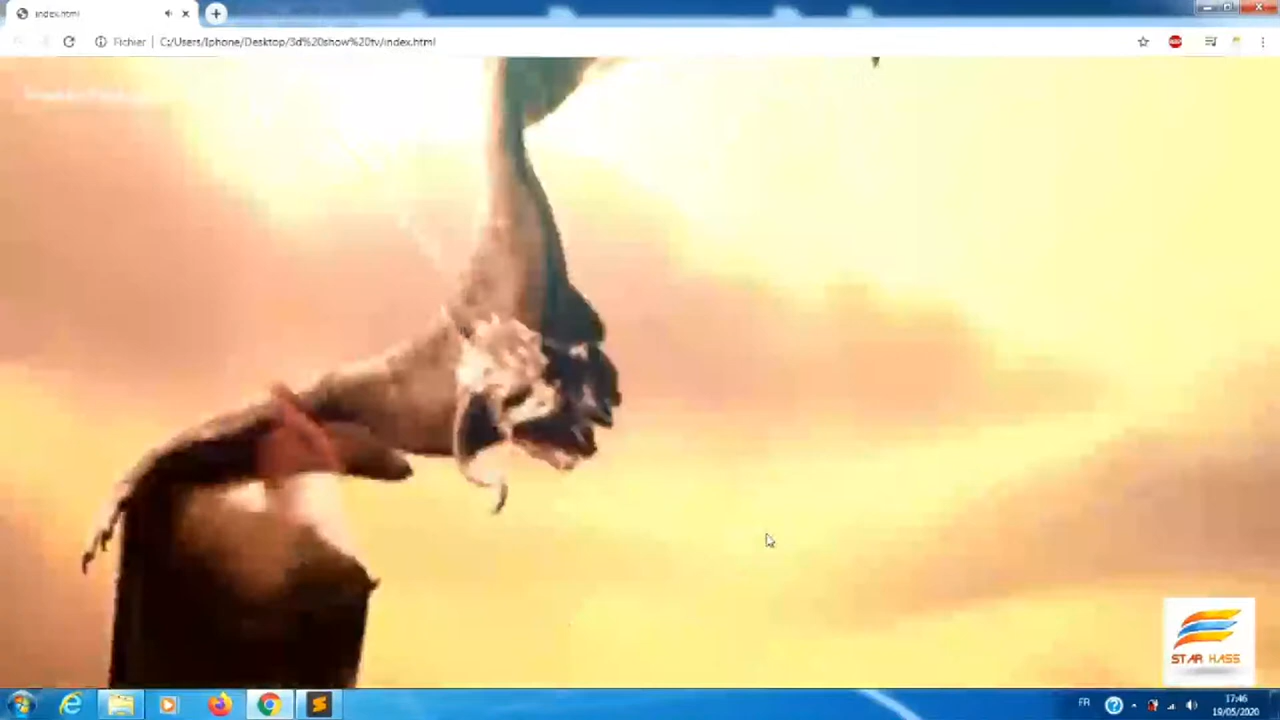 index.html
Fichier
C:/Users/Iphone/Desktop/3d%20show%20tv/index.html
STAR HASS
FR
17:46
19/05/2020